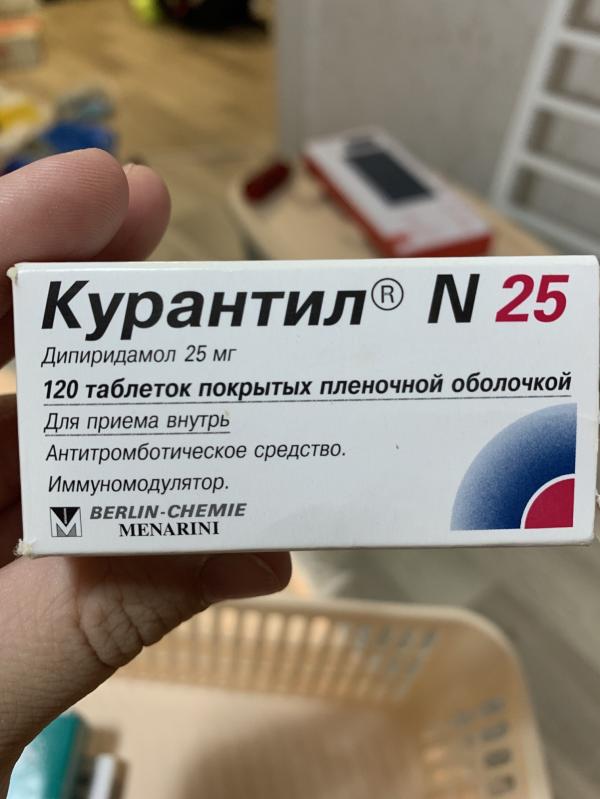 Курантил® N 25
Дипиридамол 25 мг
120 таблеток покрытых пленочной оболочкой
Для приема внутрь
Антитромботическое средство.
Иммуномодулятор.
BERLIN-CHEMIE
MENARINI